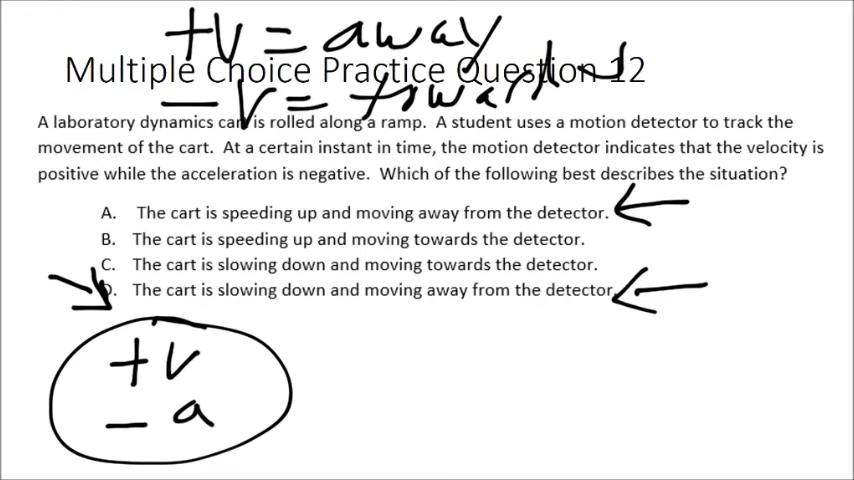 +v = away
Multiple Choice Practice Question 12
- v = towards
A laboratory dynamics cart is rolled along a ramp. A student uses a motion detector to track the
movement of the cart. At a certain instant in time, the motion detector indicates that the velocity is
positive while the acceleration is negative. Which of the following best describes the situation?
A. The cart is speeding up and moving away from the detector.
B. The cart is speeding up and moving towards the detector.
C. The cart is slowing down and moving towards the detector.
D. The cart is slowing down and moving away from the detector.
+v
- a